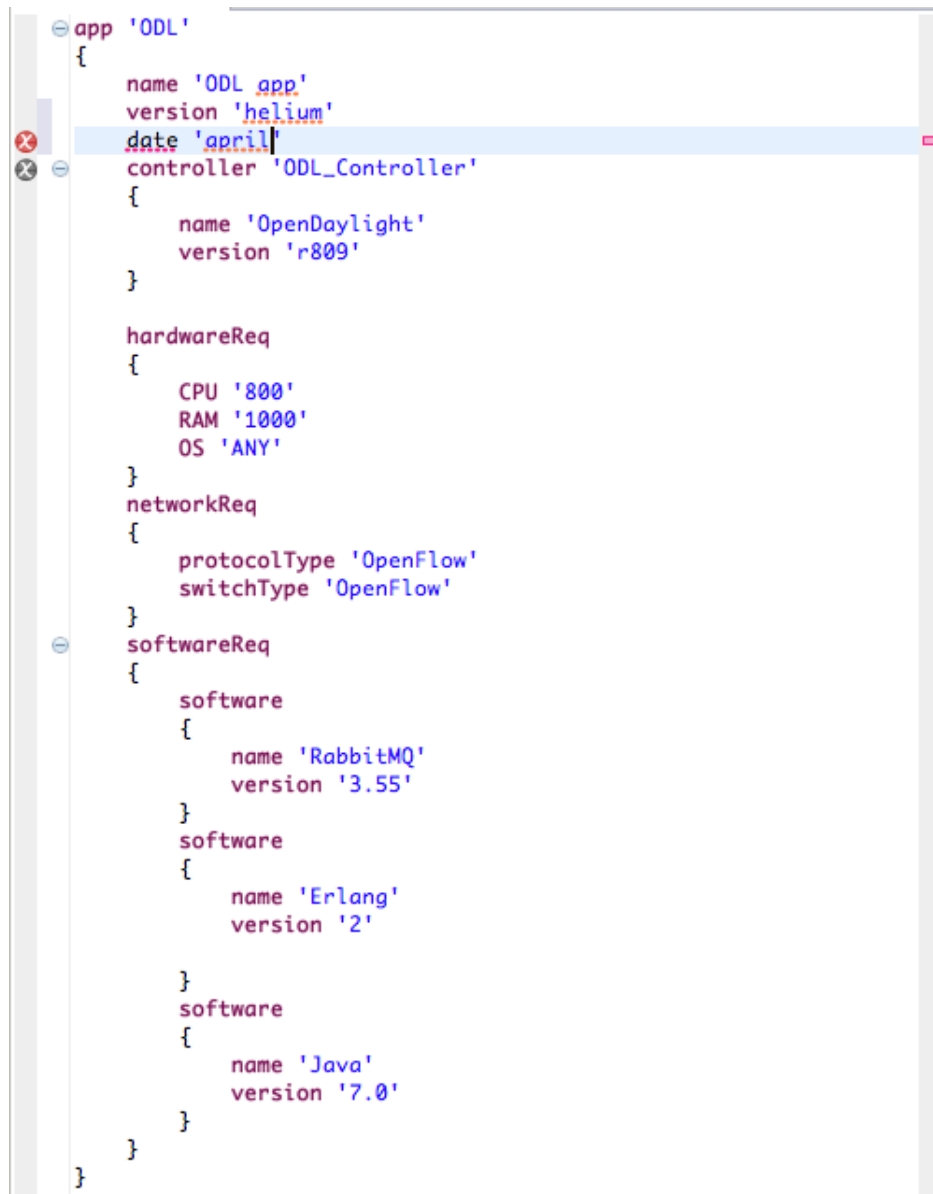 app 'ODL'
{
name 'ODL app'
version 'helium'
date 'april'
controller 'ODL_Controller'
{
name 'OpenDaylight'
version 'r809'
}
hardwareReq
{
CPU '800'
RAM '1000'
OS 'ANY'
}
networkReq
{
protocolType 'OpenFlow'
switchType 'OpenFlow'
}
softwareReq
{
software
{
name 'RabbitMQ'
version '3.55'
}
software
{
name 'Erlang'
version '2'
}
software
{
name 'Java'
version '7.0'
}
}
}